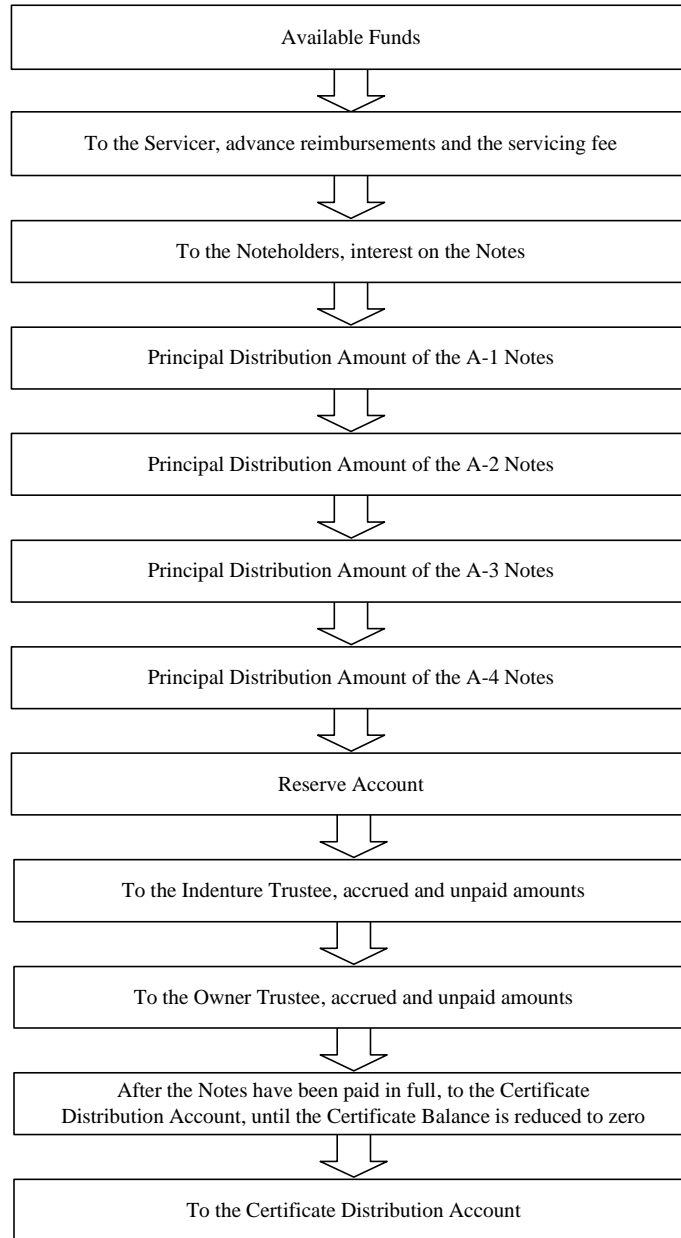 Available Funds
To the Servicer, advance reimbursements and the servicing fee
To the Noteholders, interest on the Notes
Principal Distribution Amount of the A-1 Notes
Principal Distribution Amount of the A-2 Notes
Principal Distribution Amount of the A-3 Notes
Principal Distribution Amount of the A-4 Notes
Reserve Account
To the Indenture Trustee, accrued and unpaid amounts
To the Owner Trustee, accrued and unpaid amounts
After the Notes have been paid in full, to the Certificate
Distribution Account, until the Certificate Balance is reduced to zero
To the Certificate Distribution Account